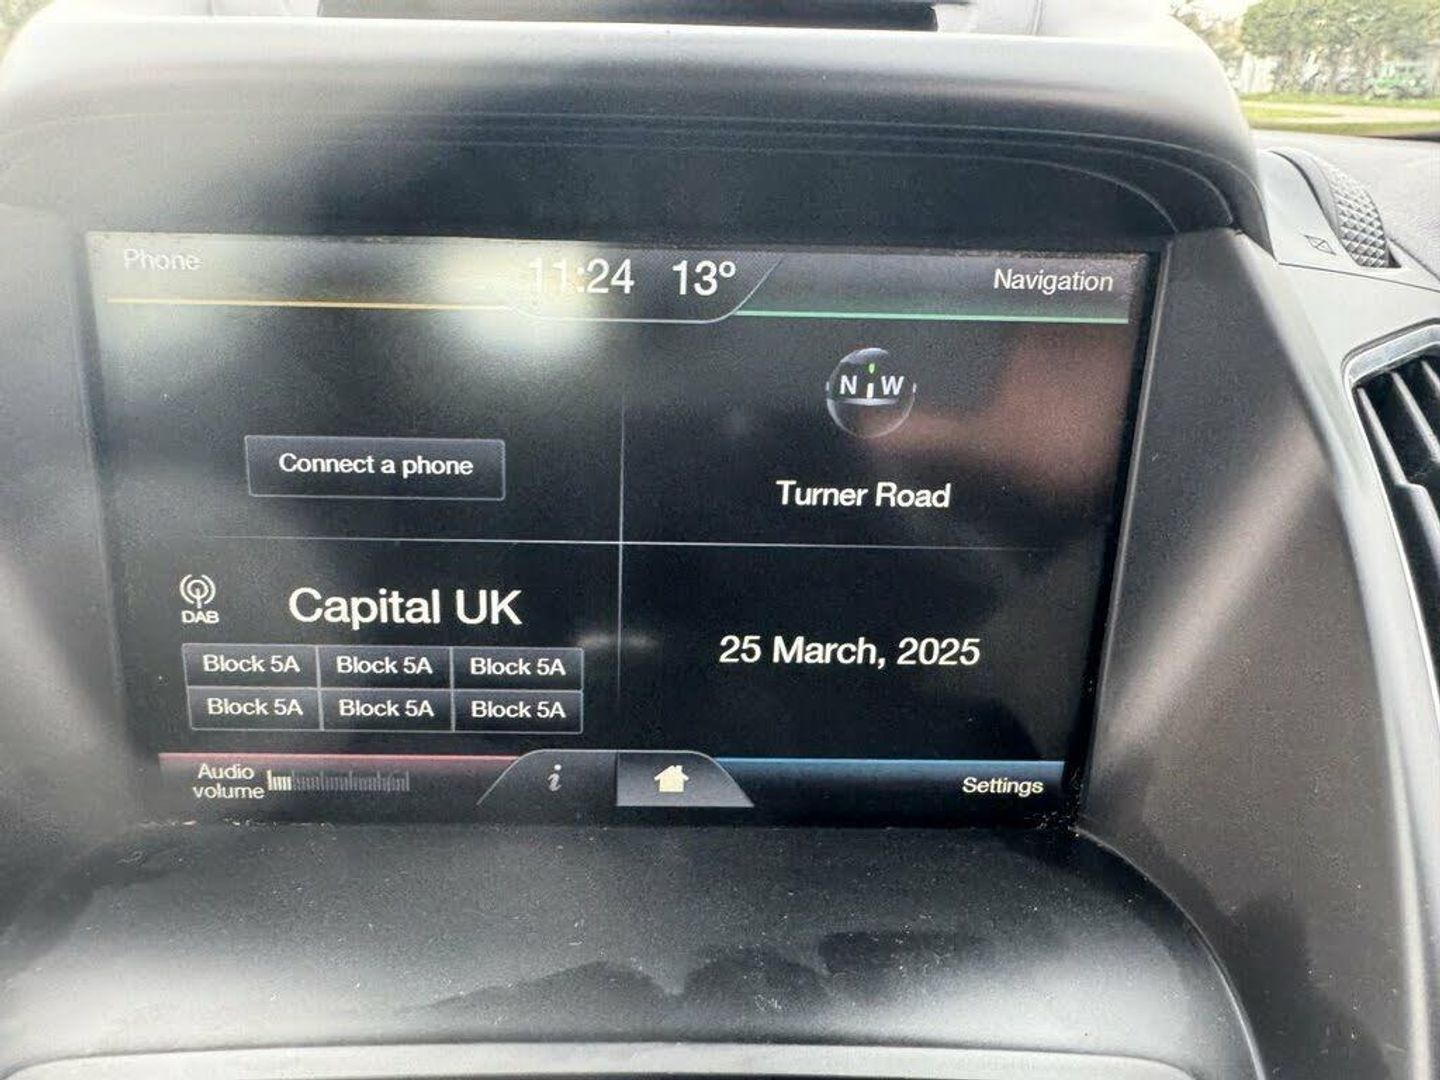 Phone
11:24 13°
Navigation
N W
Connect a phone
Turner Road
DAB
Capital UK
Block 5A Block 5A Block 5A
Block 5A Block 5A Block 5A
25 March, 2025
Audio
volume
i
Settings